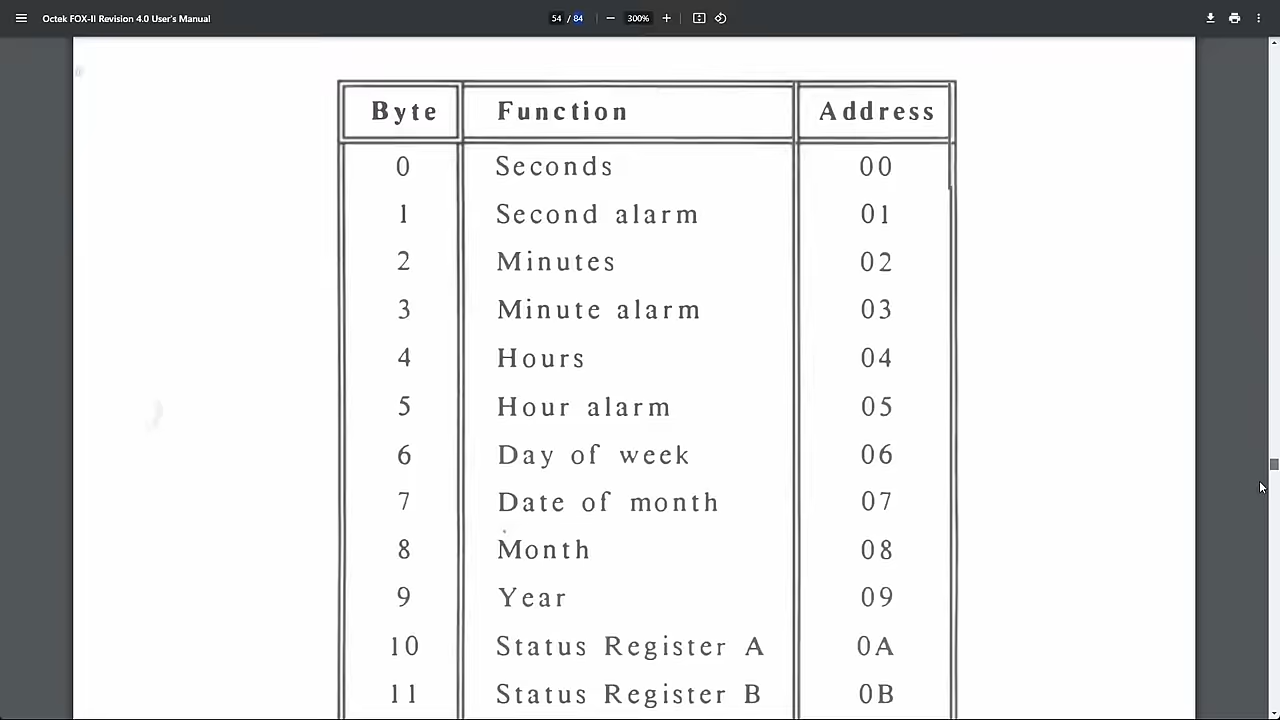 Octek FOX-II Revision 4.0 User's Manual 54 / 84 300%
Byte Function Address
0 Seconds 00
1 Second alarm 01
2 Minutes 02
3 Minute alarm 03
4 Hours 04
5 Hour alarm 05
6 Day of week 06
7 Date of month 07
8 Month 08
9 Year 09
10 Status Register A 0A
11 Status Register B 0B